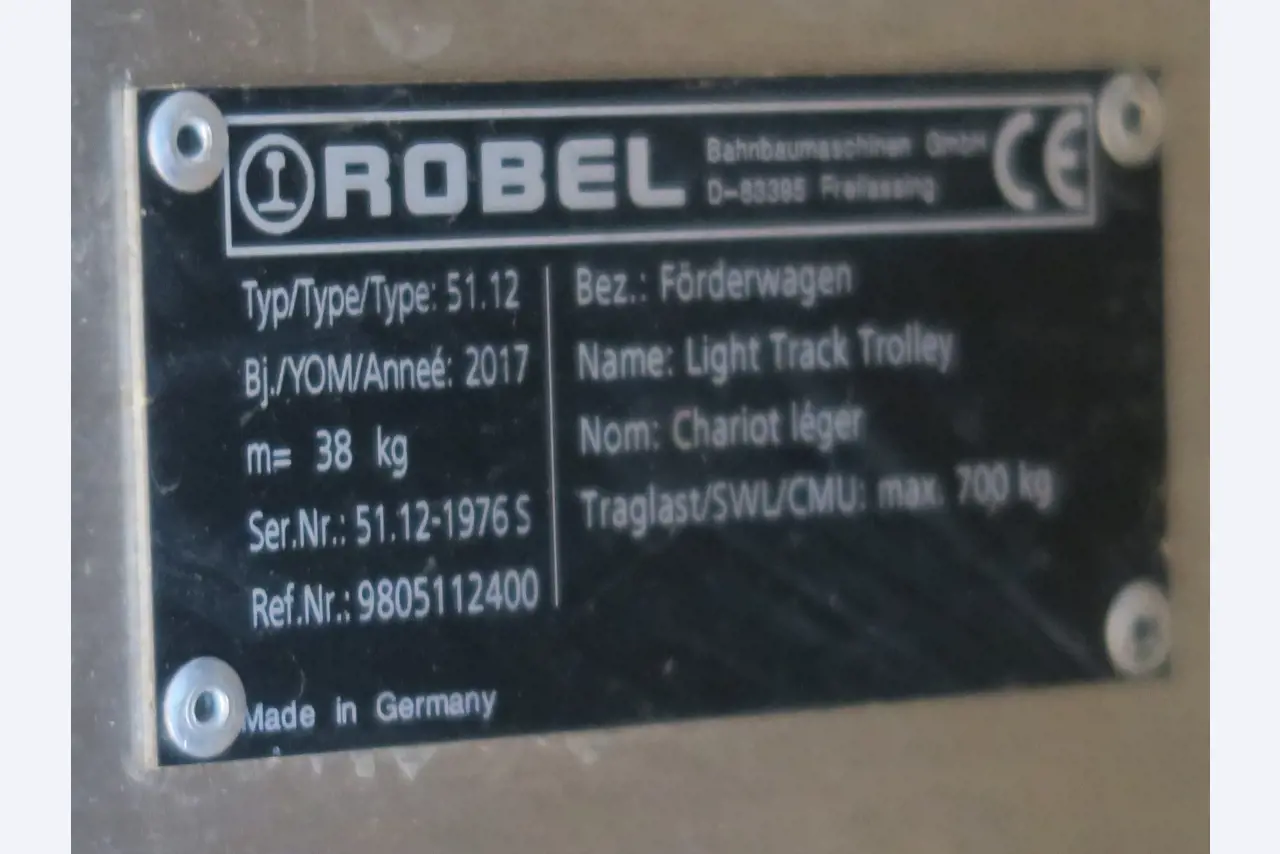 ROBEL
Bahnbaumaschinen GmbH
D-83395 Freilassing
CE
Typ/Type/Type: 51.12
Bj./YOM/Anneé: 2017
m= 38 kg
Ser.Nr.: 51.12-1976 S
Ref.Nr.: 9805112400
Made in Germany
Bez.: Förderwagen
Name: Light Track Trolley
Nom: Chariot léger
Traglast/SWL/CMU: max. 700 kg